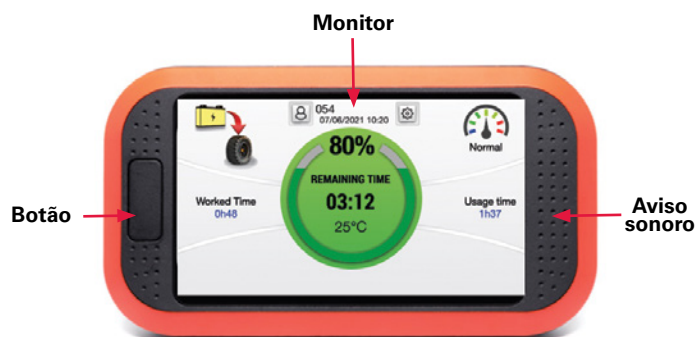 Monitor
054
07/06/2021 10:20
Normal
80%
REMAINING TIME
03:12
25°C
Worked Time
0h48
Usage time
1h37
Botão
Aviso
sonoro